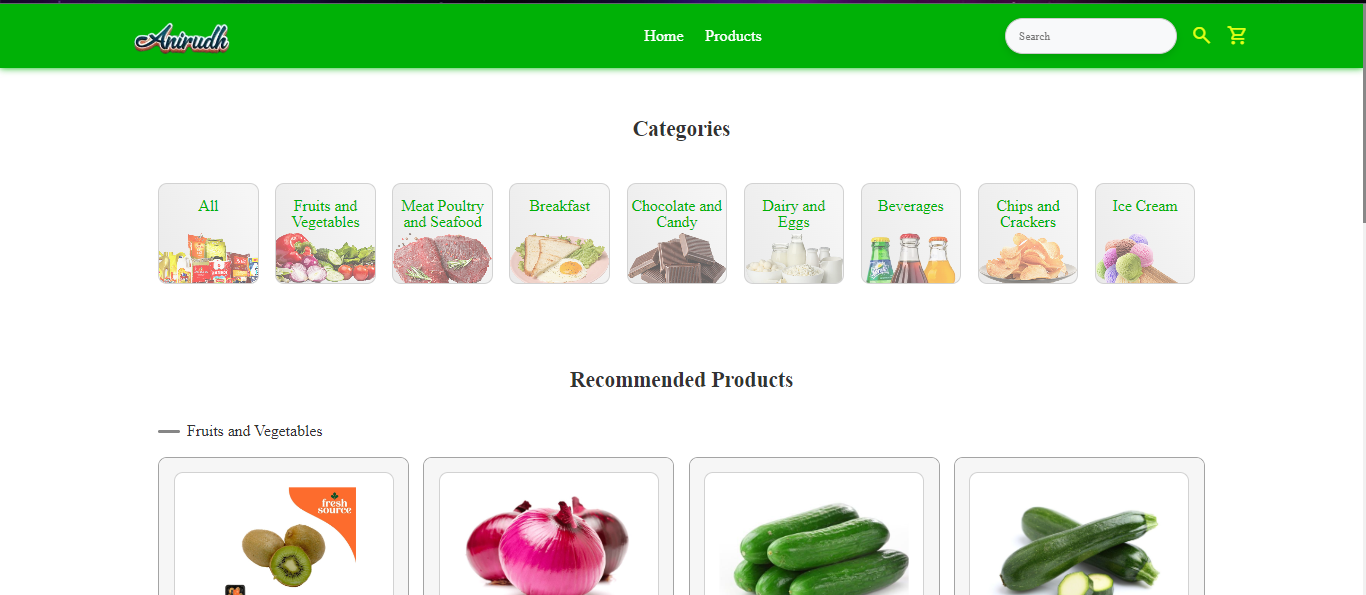 Anirudh
Home
Products
Search
Categories
All
Fruits and
Vegetables
Meat Poultry
and Seafood
Breakfast
Chocolate and
Candy
Dairy and
Eggs
Beverages
Chips and
Crackers
Ice Cream
Recommended Products
Fruits and Vegetables
fresh
source